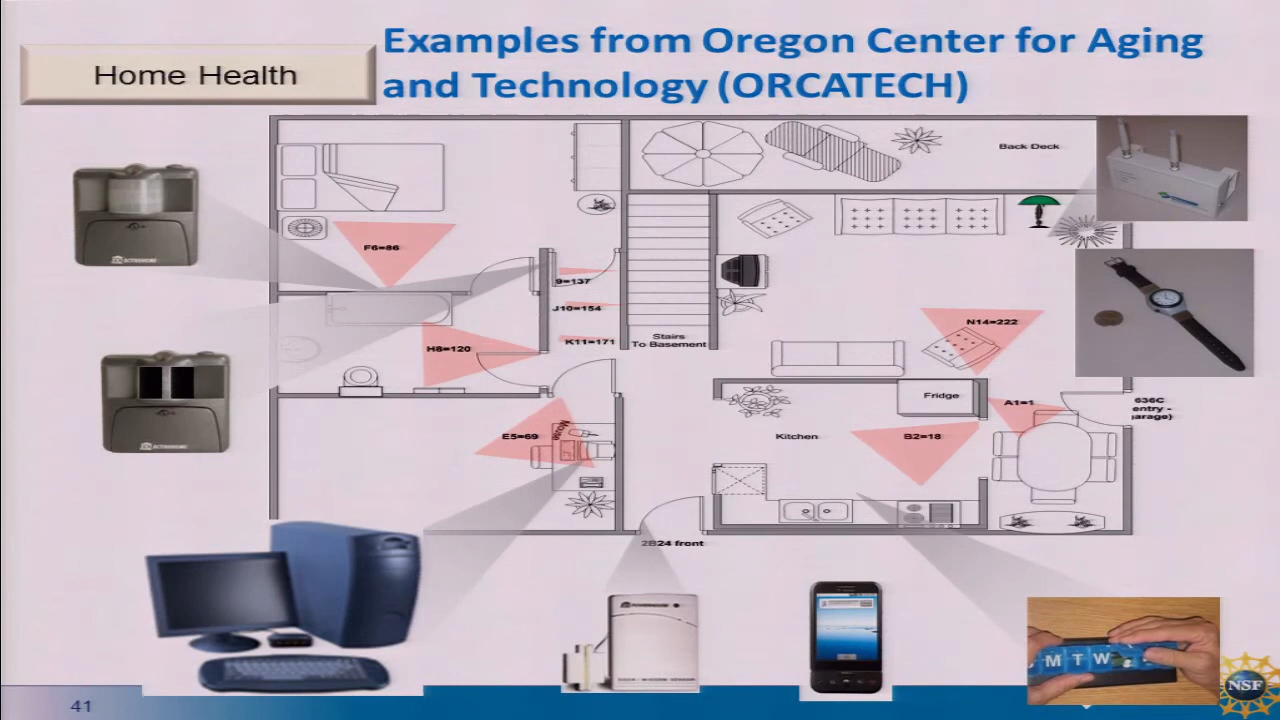 Home Health
Examples from Oregon Center for Aging
and Technology (ORCATECH)
Back Deck
F6=86
9=137
J10=154
K11=171
Stairs
To Basement
H8=120
N14=222
Fridge
A1=1
636C
entry -
garage)
E5=69
Mouse
Kitchen
B2=18
2B24 front
M T W
41
NSF